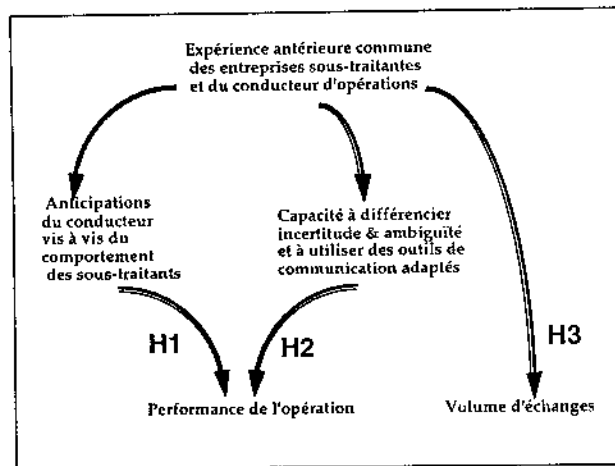 Expérience antérieure commune
des entreprises sous-traitantes
et du conducteur d'opérations
Anticipations
du conducteur
vis à vis du
comportement
des sous-traitants
Capacité à différencier
incertitude & ambiguïté
et à utiliser des outils de
communication adaptés
H1
H2
H3
Performance de l'opération
Volume d'échanges